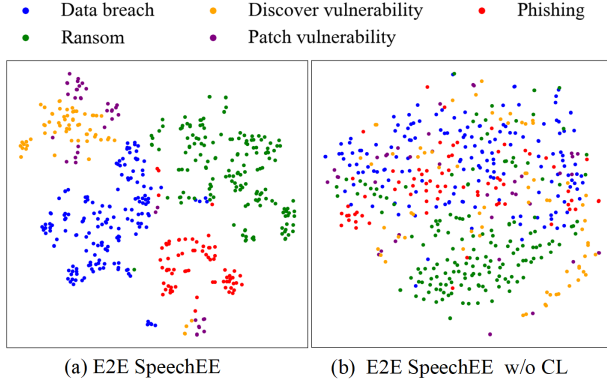 Data breach Discover vulnerability Phishing
Ransom Patch vulnerability
(a) E2E SpeechEE (b) E2E SpeechEE w/o CL